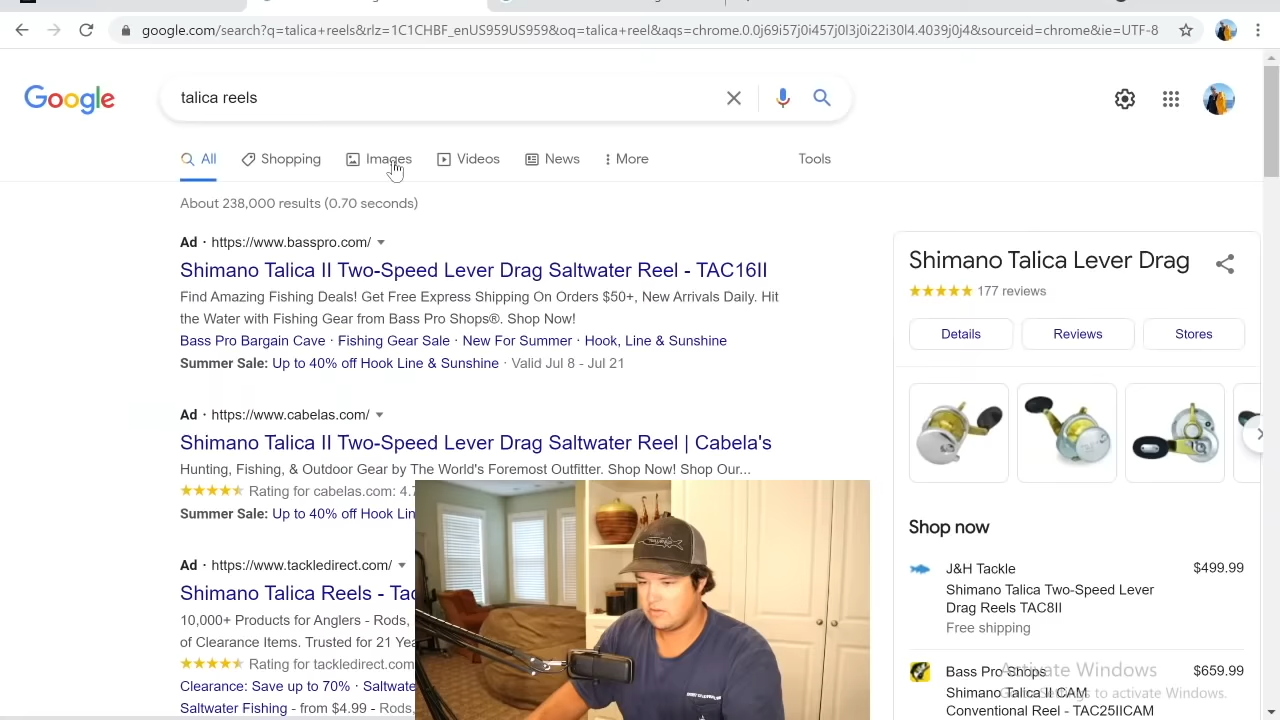 google.com/search?q=talica+reels&rlz=1C1CHBF_enUS959US959&oq=talica+reel&aqs=chrome.0.0j69i57j0i457j0l3j0i22i30l4.4039j0j4&sourceid=chrome&ie=UTF-8
Google
talica reels
All Shopping Images Videos News More Tools
About 238,000 results (0.70 seconds)
Ad · https://www.basspro.com/
Shimano Talica II Two-Speed Lever Drag Saltwater Reel - TAC16II
Find Amazing Fishing Deals! Get Free Express Shipping On Orders $50+, New Arrivals Daily. Hit
the Water with Fishing Gear from Bass Pro Shops®. Shop Now!
Bass Pro Bargain Cave · Fishing Gear Sale · New For Summer · Hook, Line & Sunshine
Summer Sale: Up to 40% off Hook Line & Sunshine · Valid Jul 8 - Jul 21
Ad · https://www.cabelas.com/
Shimano Talica II Two-Speed Lever Drag Saltwater Reel | Cabela's
Hunting, Fishing, & Outdoor Gear by The World's Foremost Outfitter. Shop Now! Shop Our...
Rating for cabelas.com: 4.7
Summer Sale: Up to 40% off Hook Lin
Ad · https://www.tackledirect.com/
Shimano Talica Reels - Tac
10,000+ Products for Anglers - Rods,
of Clearance Items. Trusted for 21 Yea
Rating for tackledirect.com
Clearance: Save up to 70% · Saltwate
Saltwater Fishing - from $4.99 - Rods,
Shimano Talica Lever Drag
177 reviews
Details Reviews Stores
Shop now
J&H Tackle $499.99
Shimano Talica Two-Speed Lever
Drag Reels TAC8II
Free shipping
Bass Pro Shops $659.99
Shimano Talica II CAM
Conventional Reel - TAC25IICAM
Activate Windows
to activate Windows.